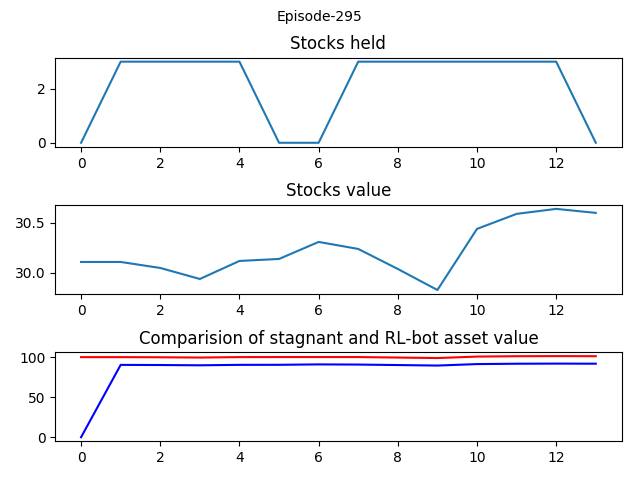 Episode-295
Stocks held
2
0
0 2 4 6 8 10 12
Stocks value
30.5
30.0
0 2 4 6 8 10 12
Comparision of stagnant and RL-bot asset value
100
50
0
0 2 4 6 8 10 12